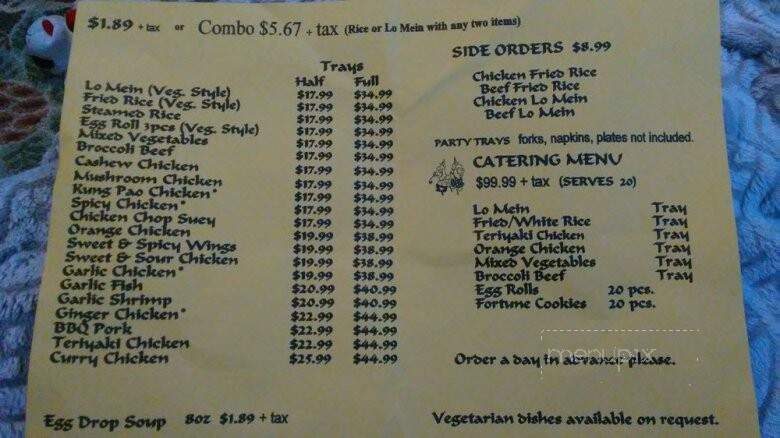 $1.89 + tax or Combo $5.67 + tax (Rice or Lo Mein with any two items)
Trays
Half Full
Lo Mein (Veg. Style) $17.99 $34.99
Fried Rice (Veg. Style) $17.99 $34.99
Steamed Rice $17.99 $34.99
Egg Roll 3pcs (Veg. Style) $17.99 $34.99
Mixed Vegetables $17.99 $34.99
Broccoli Beef $17.99 $34.99
Cashew Chicken $17.99 $34.99
Mushroom Chicken $17.99 $34.99
Kung Pao Chicken* $17.99 $34.99
Spicy Chicken* $17.99 $34.99
Chicken Chop Suey $17.99 $34.99
Orange Chicken $19.99 $38.99
Sweet & Spicy Wings $19.99 $38.99
Sweet & Sour Chicken $19.99 $38.99
Garlic Chicken* $19.99 $38.99
Garlic Fish $20.99 $40.99
Garlic Shrimp $20.99 $40.99
Ginger Chicken* $22.99 $44.99
BBQ Pork $22.99 $44.99
Teriyaki Chicken $22.99 $44.99
Curry Chicken $25.99 $44.99
Egg Drop Soup 8oz $1.89 + tax
SIDE ORDERS $8.99
Chicken Fried Rice
Beef Fried Rice
Chicken Lo Mein
Beef Lo Mein
PARTY TRAYS forks, napkins, plates not included.
CATERING MENU
$99.99 + tax (SERVES 20)
Lo Mein Tray
Fried/White Rice Tray
Teriyaki Chicken Tray
Orange Chicken Tray
Mixed Vegetables Tray
Broccoli Beef Tray
Egg Rolls 20 pcs.
Fortune Cookies 20 pcs.
menupix
Order a day in advance please.
Vegetarian dishes available on request.